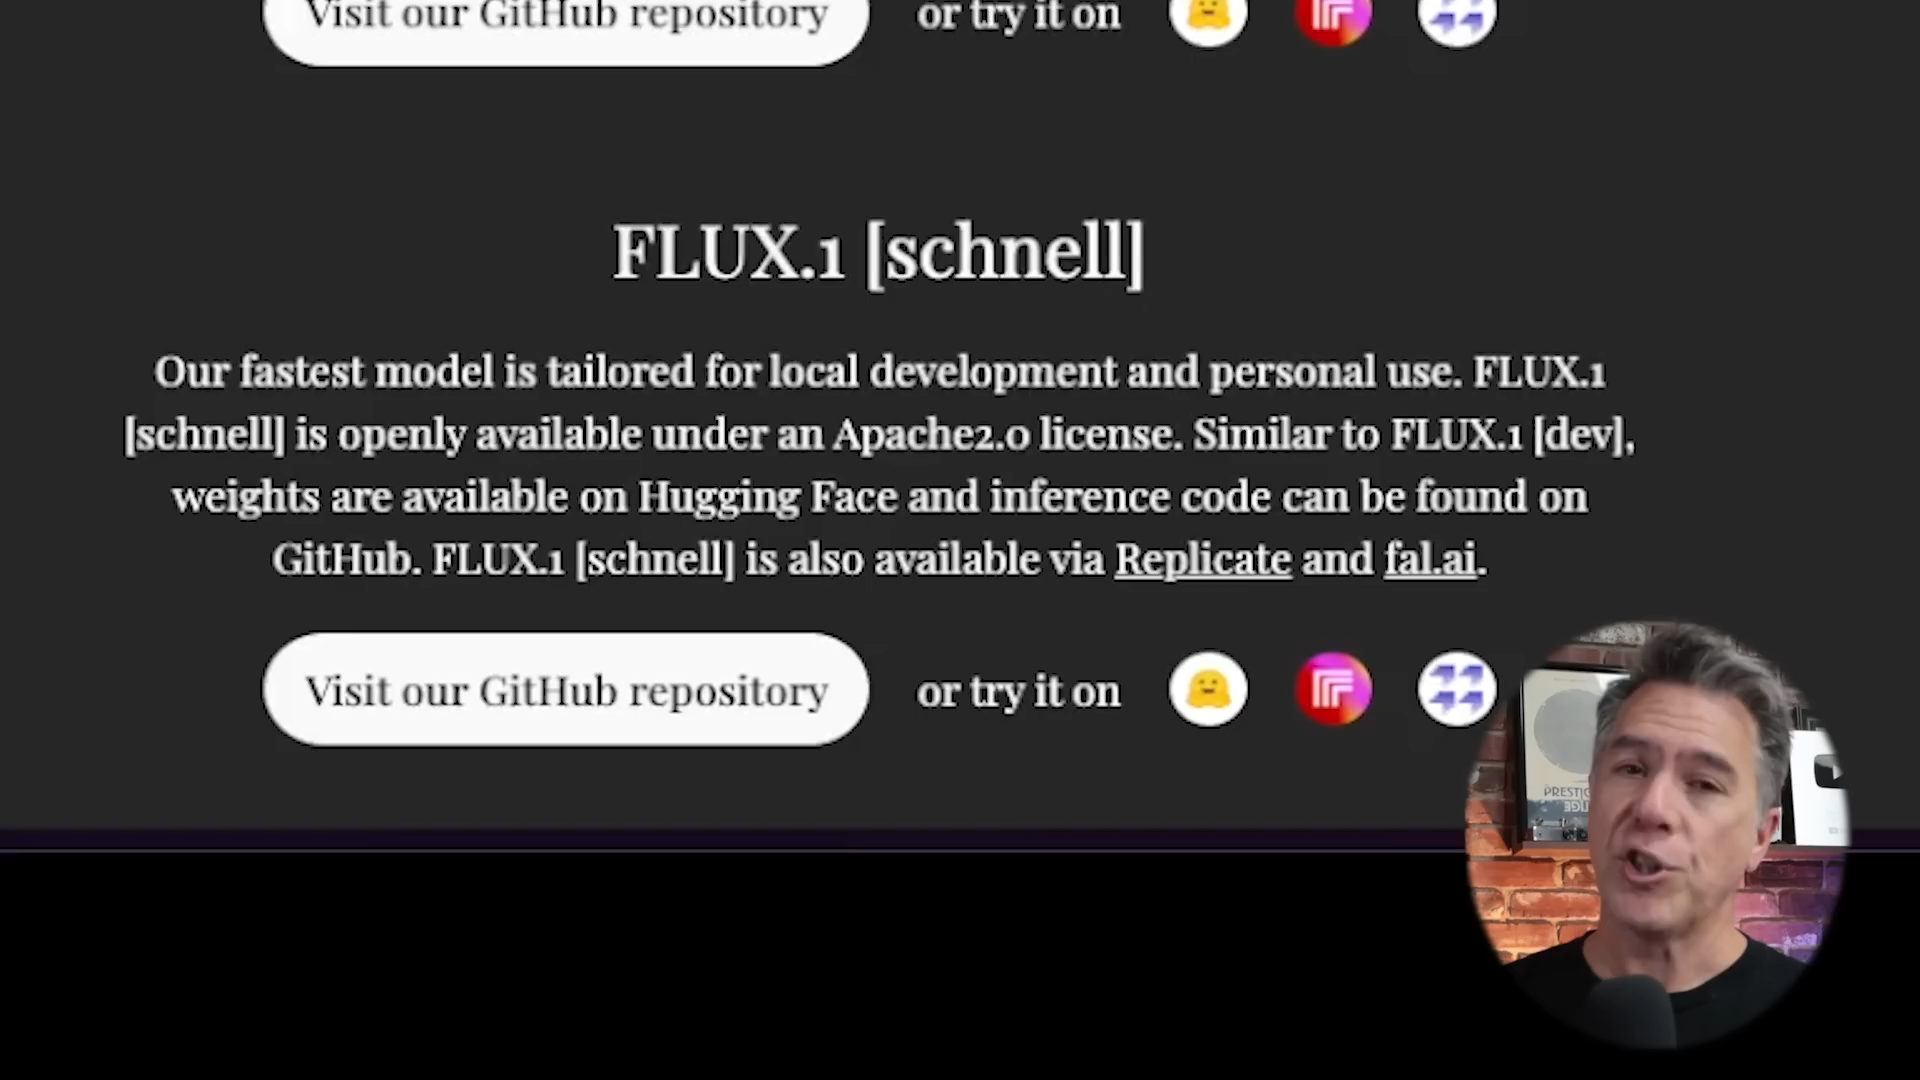 Visit our GitHub repository or try it on
FLUX.1 [schnell]
Our fastest model is tailored for local development and personal use. FLUX.1
[schnell] is openly available under an Apache2.0 license. Similar to FLUX.1 [dev],
weights are available on Hugging Face and inference code can be found on
GitHub. FLUX.1 [schnell] is also available via Replicate and fal.ai.
Visit our GitHub repository or try it on